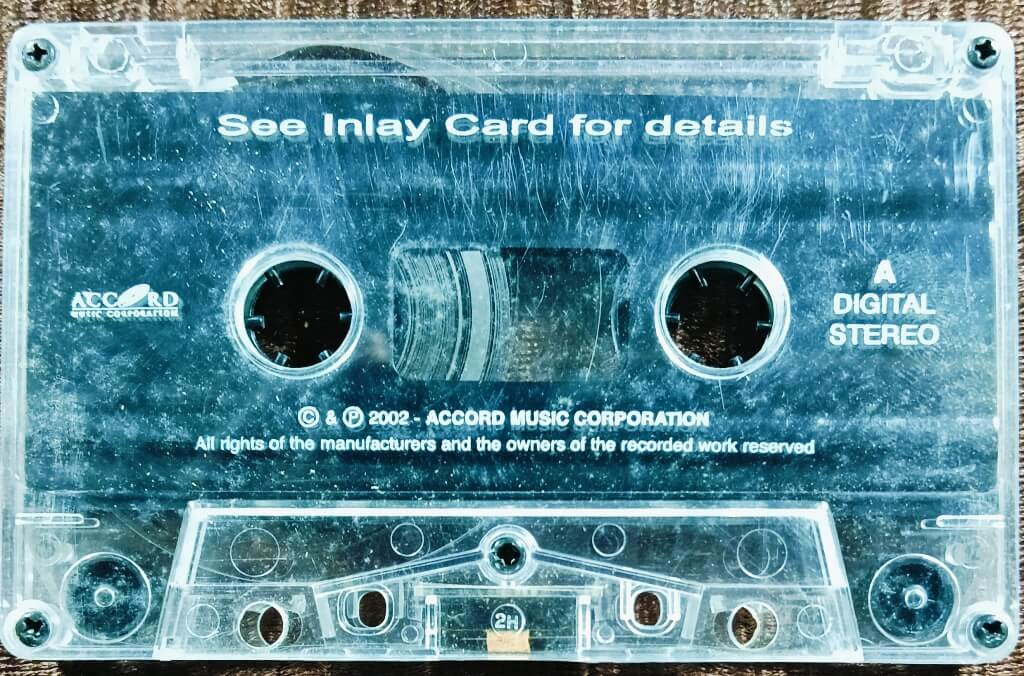 See Inlay Card for details
ACCORD
MUSIC CORPORATION
A
DIGITAL
STEREO
© & ℗ 2002 - ACCORD MUSIC CORPORATION
All rights of the manufacturers and the owners of the recorded work reserved
2H